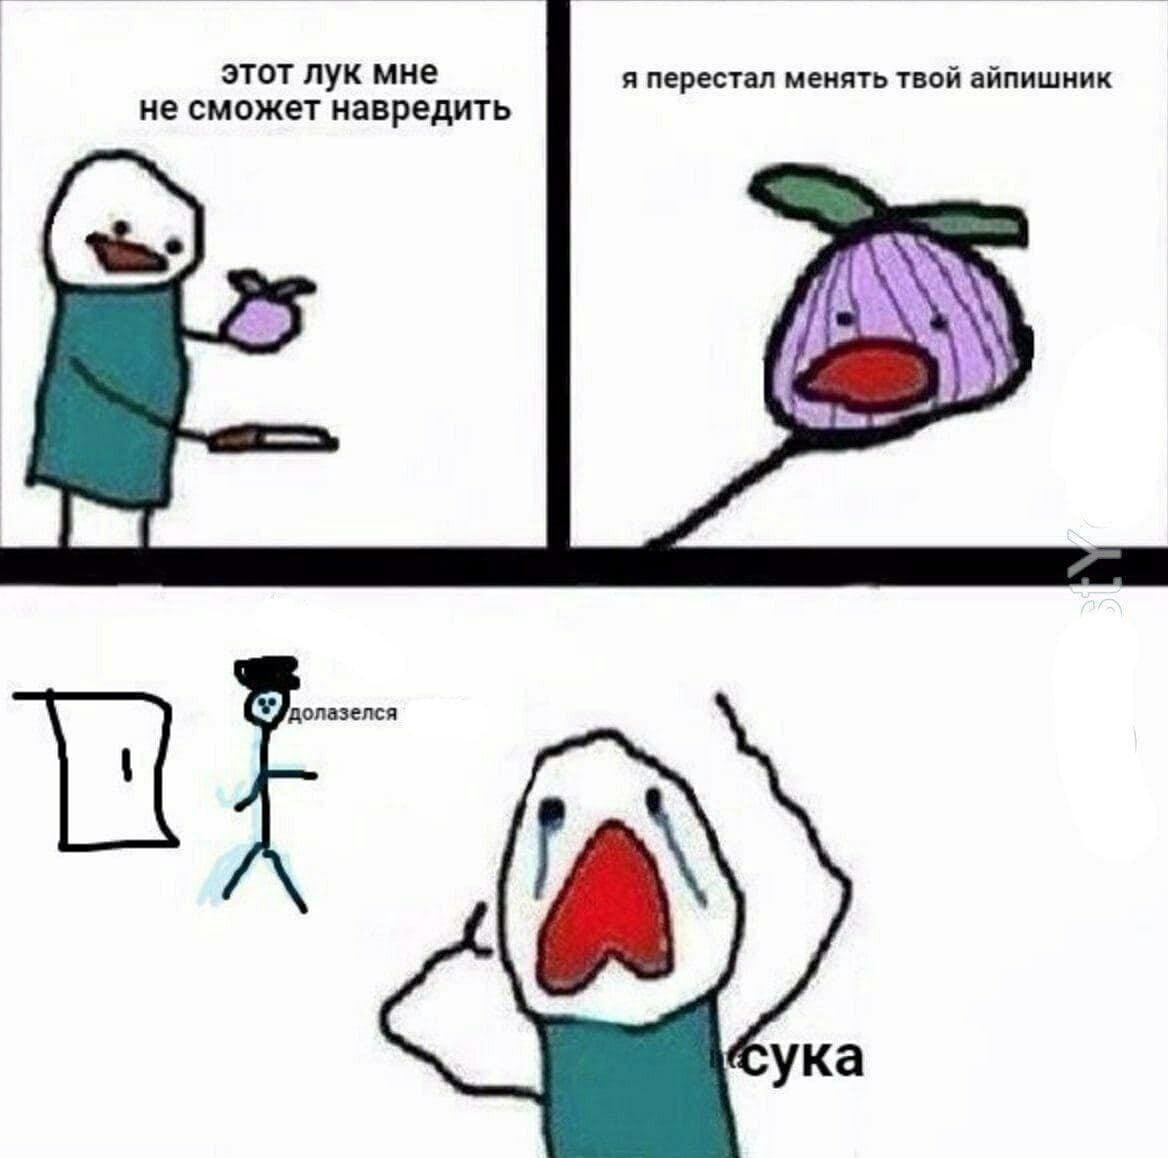 этот лук мне
не сможет навредить
я перестал менять твой айпишник
долазелся
сука